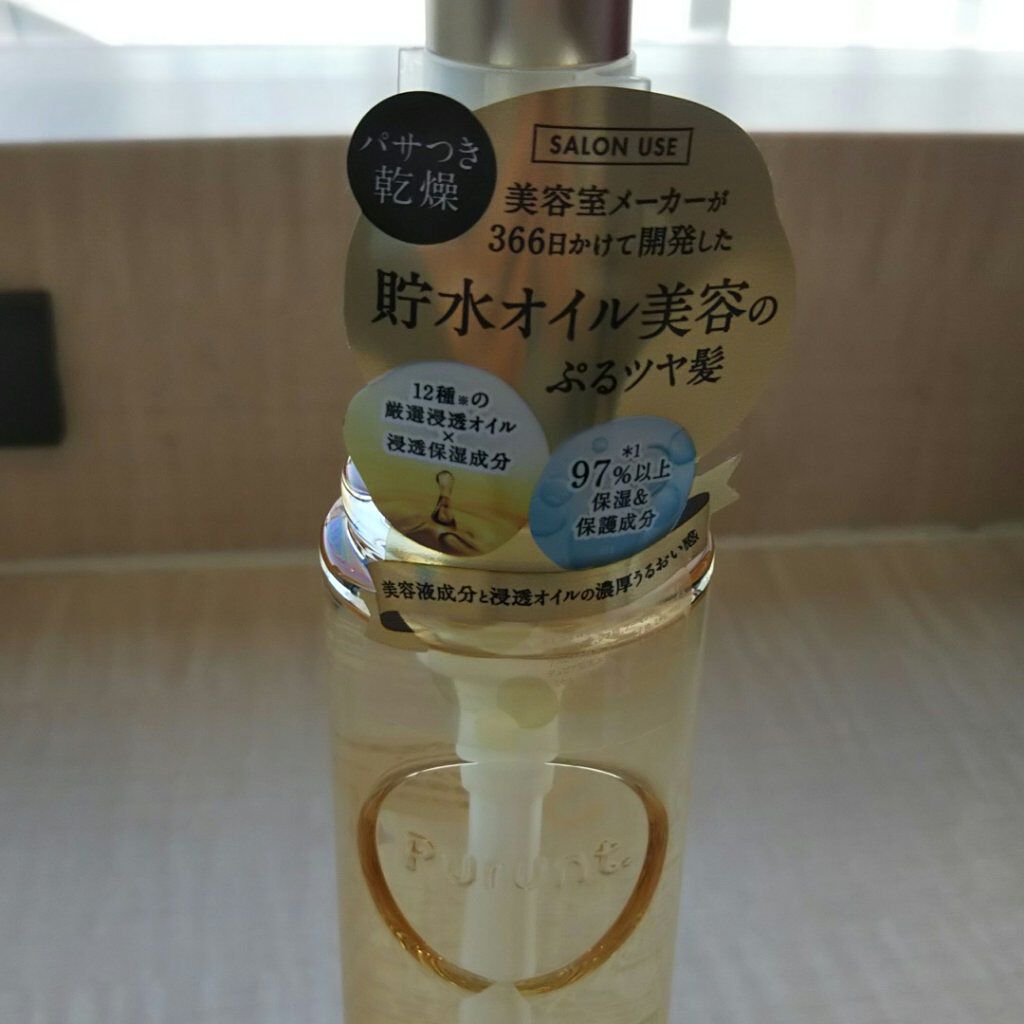 パサつき
乾燥
SALON USE
美容室メーカーが
366日かけて開発した
貯水オイル美容の
ぷるツヤ髪
12種※の
厳選浸透オイル
×
浸透保湿成分
*1
97%以上
保湿&
保護成分
美容液成分と浸透オイルの濃厚うるおい感
Purunt.